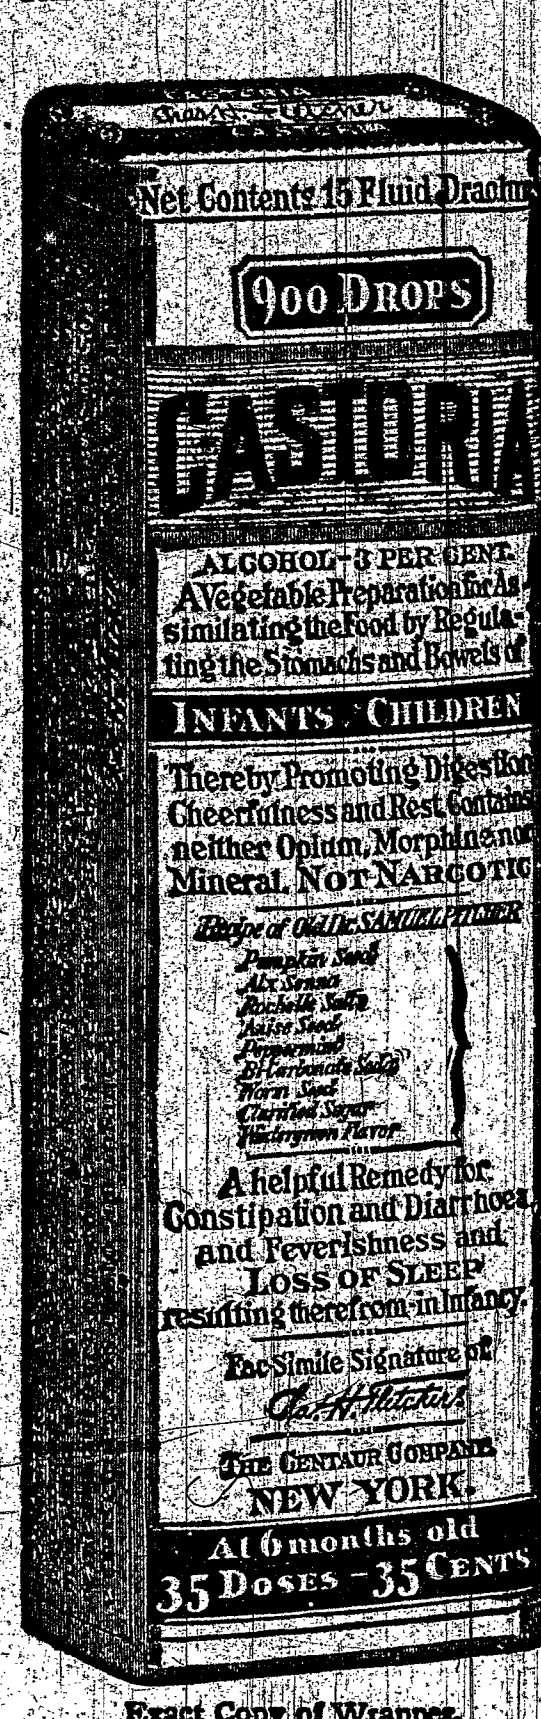 Chas. H. Fletcher
Net Contents 15 Fluid Drachms
900 DROPS
CASTORIA
ALCOHOL-3 PER CENT.
A Vegetable Preparation for As-
similating the Food by Regula-
ting the Stomachs and Bowels of
INFANTS CHILDREN
Thereby Promoting Digestion
Cheerfulness and Rest. Contains
neither Opium, Morphine nor
Mineral. NOT NARCOTIC
Recipe of Old Dr. SAMUEL PITCHER
Pumpkin Seed
Alx Senna
Rochelle Salts
Anise Seed
Peppermint
Bi Carbonate Soda
Worm Seed
Clarified Sugar
Wintergreen Flavor
A helpful Remedy for
Constipation and Diarrhoea
and Feverishness and
LOSS OF SLEEP
resulting therefrom-in Infancy.
Fac Simile Signature of
Chas. H. Fletcher.
THE CENTAUR COMPANY.
NEW YORK.
At 6 months old
35 DOSES - 35 CENTS
Exact Copy of Wrapper.